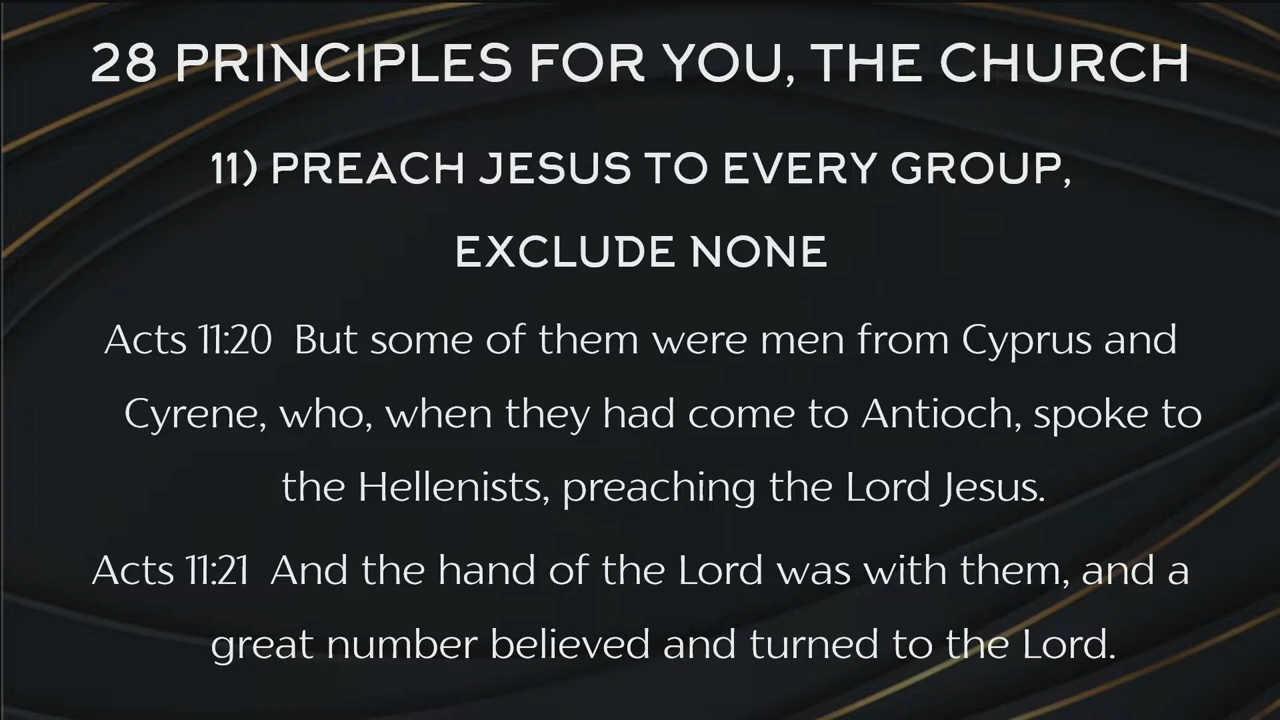 28 PRINCIPLES FOR YOU, THE CHURCH
11) PREACH JESUS TO EVERY GROUP,
EXCLUDE NONE
Acts 11:20  But some of them were men from Cyprus and
Cyrene, who, when they had come to Antioch, spoke to
the Hellenists, preaching the Lord Jesus.
Acts 11:21  And the hand of the Lord was with them, and a
great number believed and turned to the Lord.